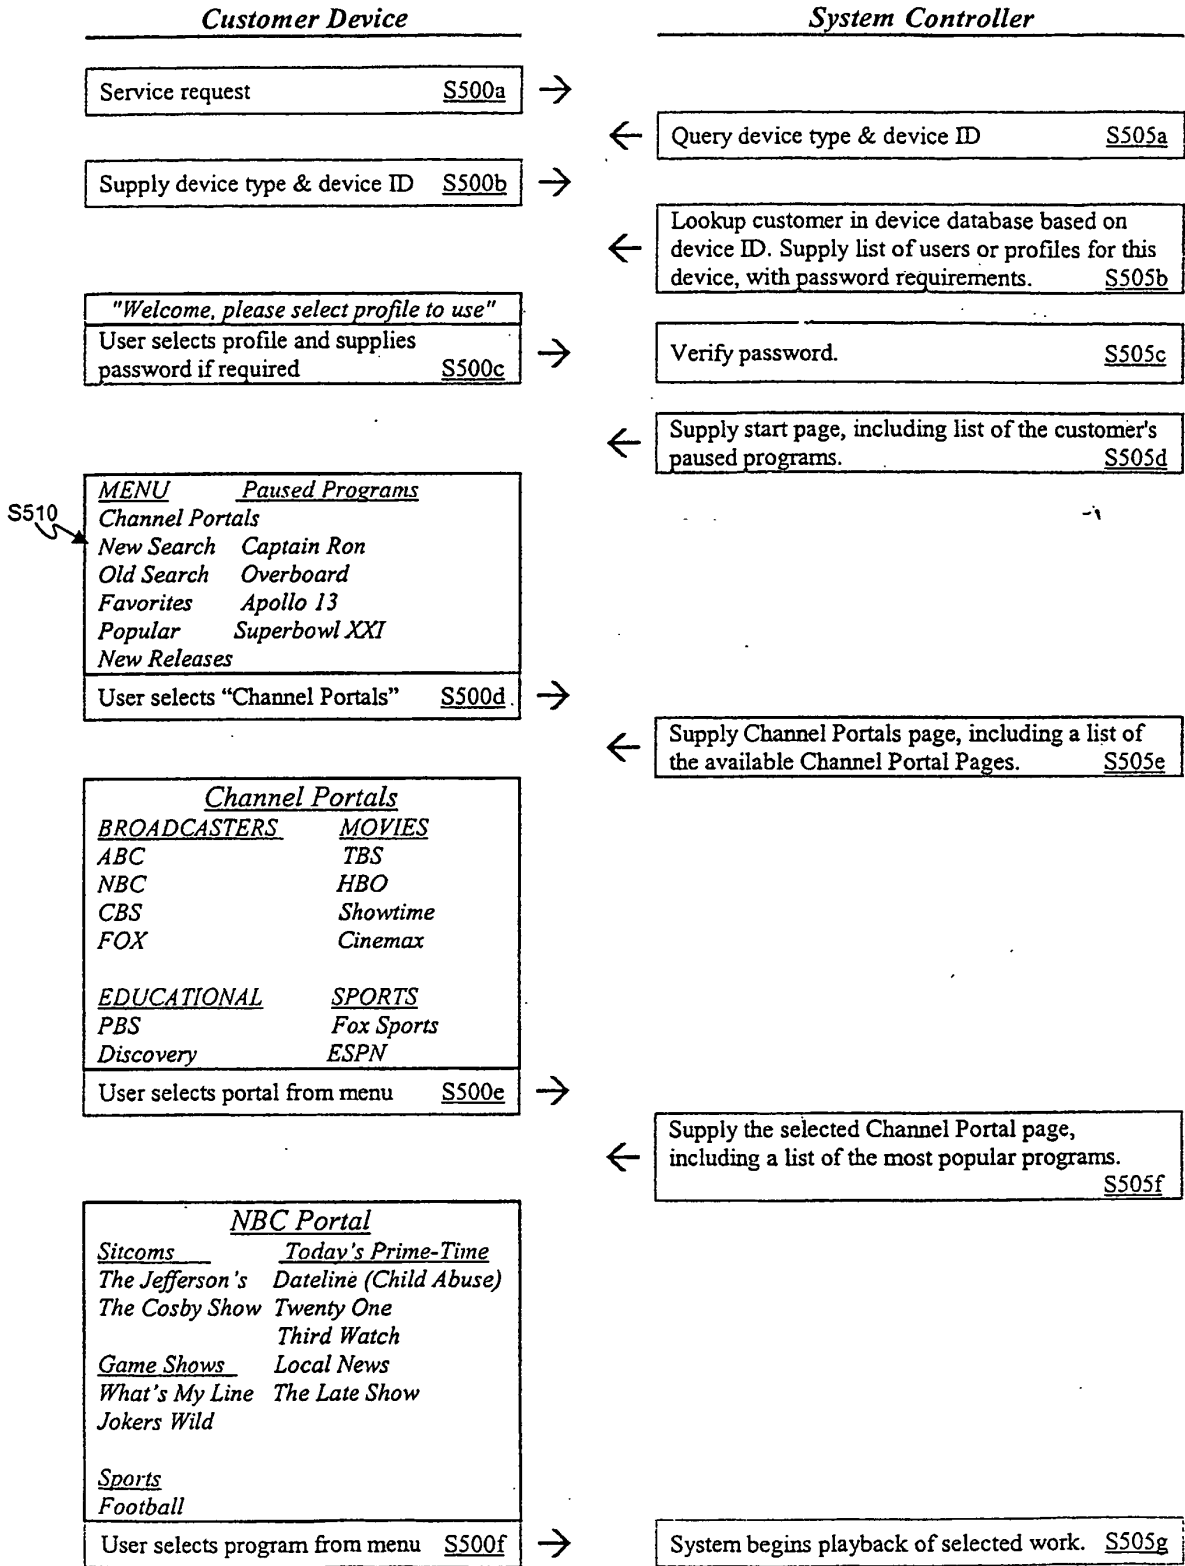 Customer Device
System Controller
Service request S500a →
← Query device type & device ID S505a
Supply device type & device ID S500b →
← Lookup customer in device database based on
device ID. Supply list of users or profiles for this
device, with password requirements. S505b
"Welcome, please select profile to use"
User selects profile and supplies
password if required S500c →
Verify password. S505c
← Supply start page, including list of the customer's
paused programs. S505d
S510
MENU Paused Programs
Channel Portals
New Search Captain Ron
Old Search Overboard
Favorites Apollo 13
Popular Superbowl XXI
New Releases
User selects “Channel Portals” S500d →
← Supply Channel Portals page, including a list of
the available Channel Portal Pages. S505e
Channel Portals
BROADCASTERS MOVIES
ABC TBS
NBC HBO
CBS Showtime
FOX Cinemax
EDUCATIONAL SPORTS
PBS Fox Sports
Discovery ESPN
User selects portal from menu S500e →
← Supply the selected Channel Portal page,
including a list of the most popular programs.
S505f
NBC Portal
Sitcoms Today's Prime-Time
The Jefferson's Dateline (Child Abuse)
The Cosby Show Twenty One
Third Watch
Game Shows Local News
What's My Line The Late Show
Jokers Wild
Sports
Football
User selects program from menu S500f →
System begins playback of selected work. S505g